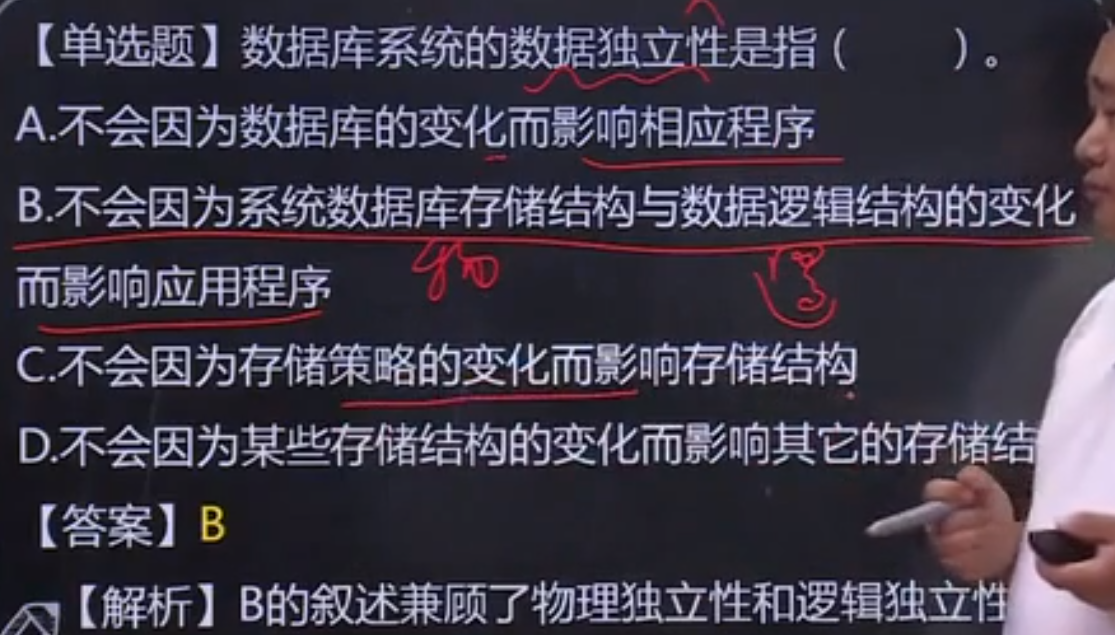 【单选题】数据库系统的数据独立性是指（　　）。
A.不会因为数据库的变化而影响相应程序
B.不会因为系统数据库存储结构与数据逻辑结构的变化
而影响应用程序
C.不会因为存储策略的变化而影响存储结构
D.不会因为某些存储结构的变化而影响其它的存储结
【答案】B
【解析】B的叙述兼顾了物理独立性和逻辑独立性